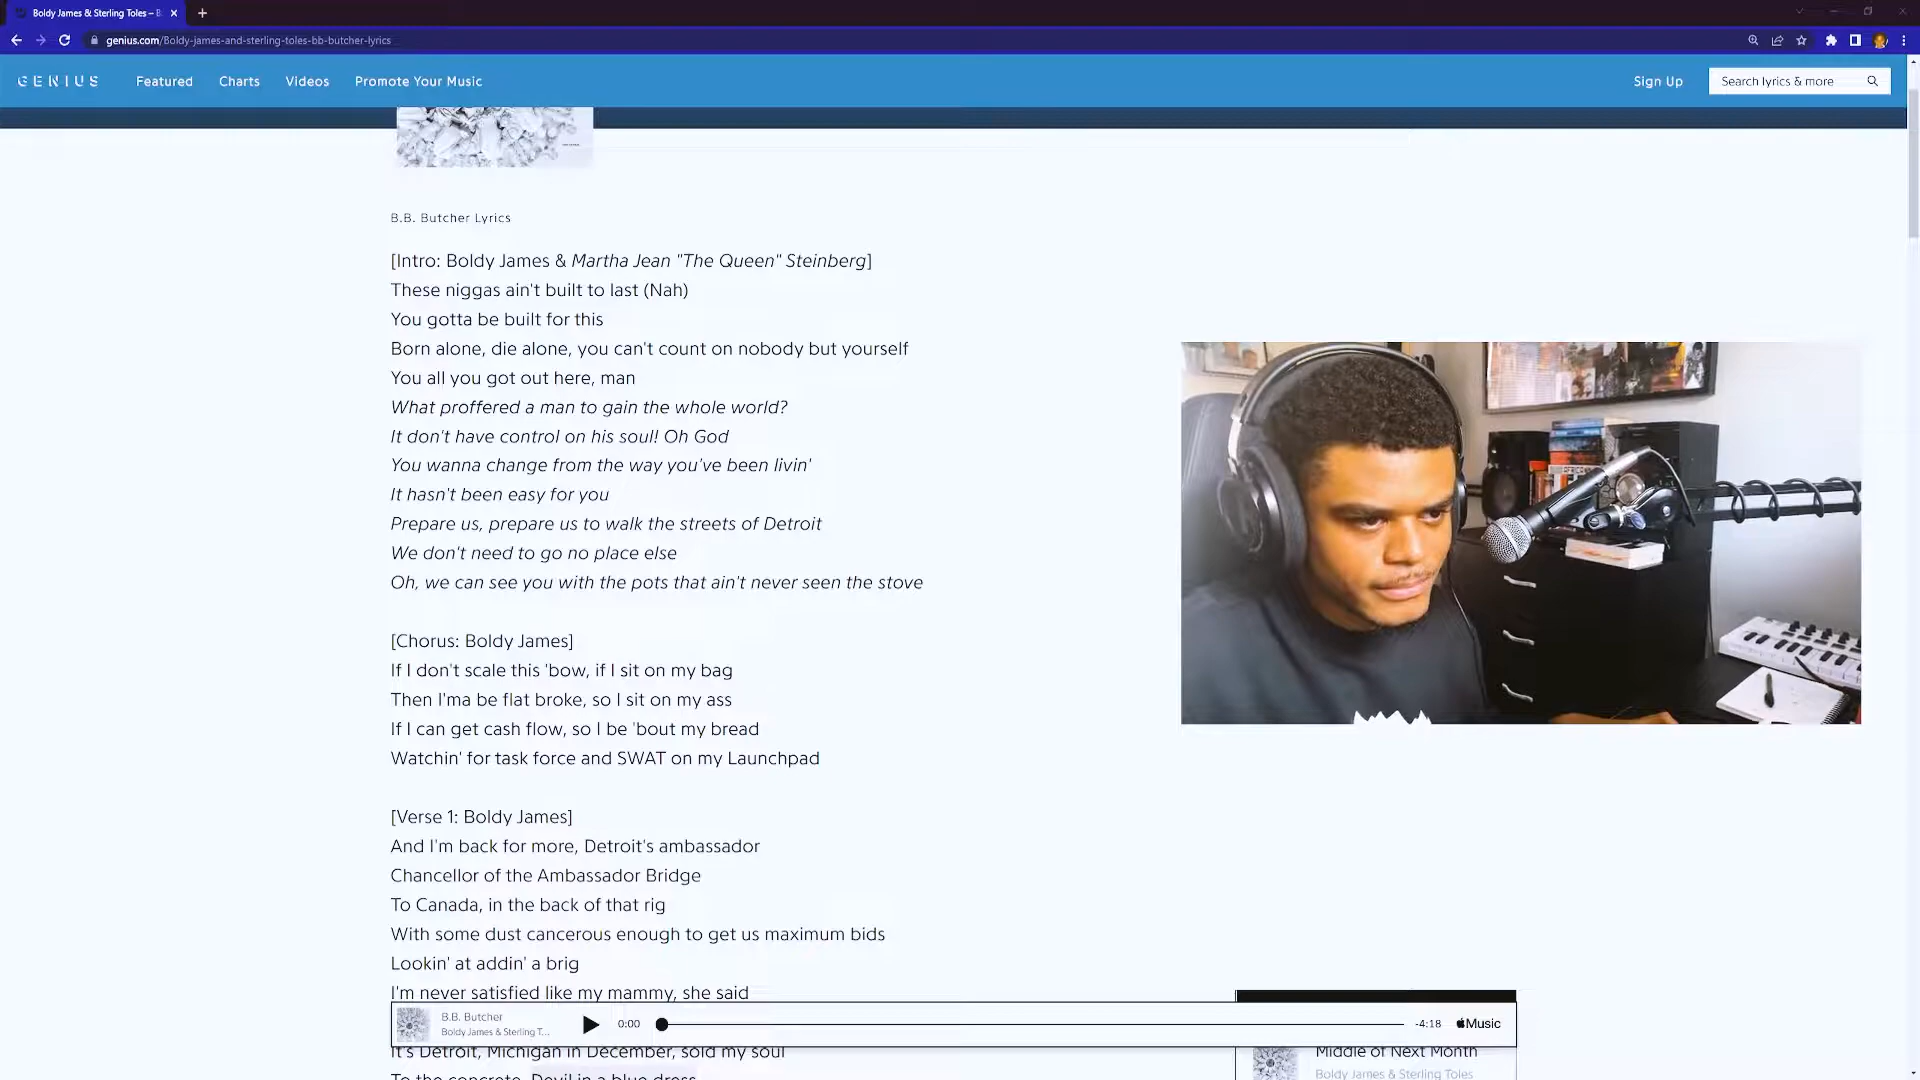 Boldy James & Sterling Toles – B
genius.com/Boldy-james-and-sterling-toles-bb-butcher-lyrics
GENIUS
Featured
Charts
Videos
Promote Your Music
Sign Up
Search lyrics & more
B.B. Butcher Lyrics
[Intro: Boldy James & Martha Jean "The Queen" Steinberg]
These niggas ain't built to last (Nah)
You gotta be built for this
Born alone, die alone, you can't count on nobody but yourself
You all you got out here, man
What proffered a man to gain the whole world?
It don't have control on his soul! Oh God
You wanna change from the way you've been livin'
It hasn't been easy for you
Prepare us, prepare us to walk the streets of Detroit
We don't need to go no place else
Oh, we can see you with the pots that ain't never seen the stove
[Chorus: Boldy James]
If I don't scale this 'bow, if I sit on my bag
Then I'ma be flat broke, so I sit on my ass
If I can get cash flow, so I be 'bout my bread
Watchin' for task force and SWAT on my Launchpad
[Verse 1: Boldy James]
And I'm back for more, Detroit's ambassador
Chancellor of the Ambassador Bridge
To Canada, in the back of that rig
With some dust cancerous enough to get us maximum bids
Lookin' at addin' a brig
I'm never satisfied like my mammy, she said
B.B. Butcher
Boldy James & Sterling T...
0:00
-4:18
Music
It's Detroit, Michigan in December, sold my soul
To the concrete, Devil in a blue dress
Middle of Next Month
Boldy James & Sterling Toles